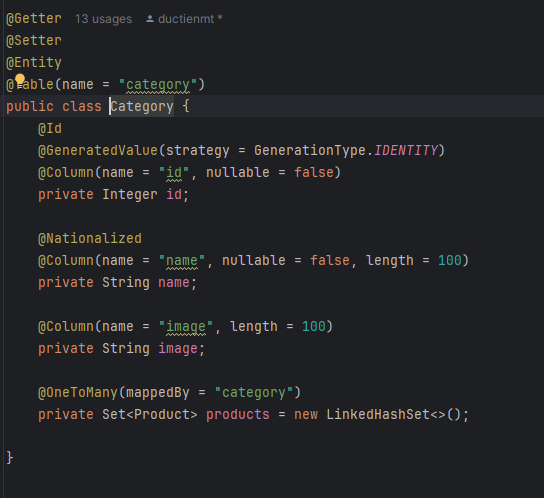 @Getter 13 usages ductienmt *
@Setter
@Entity
@Table(name = "category")
public class Category {
@Id
@GeneratedValue(strategy = GenerationType.IDENTITY)
@Column(name = "id", nullable = false)
private Integer id;
@Nationalized
@Column(name = "name", nullable = false, length = 100)
private String name;
@Column(name = "image", length = 100)
private String image;
@OneToMany(mappedBy = "category")
private Set<Product> products = new LinkedHashSet<>();
}